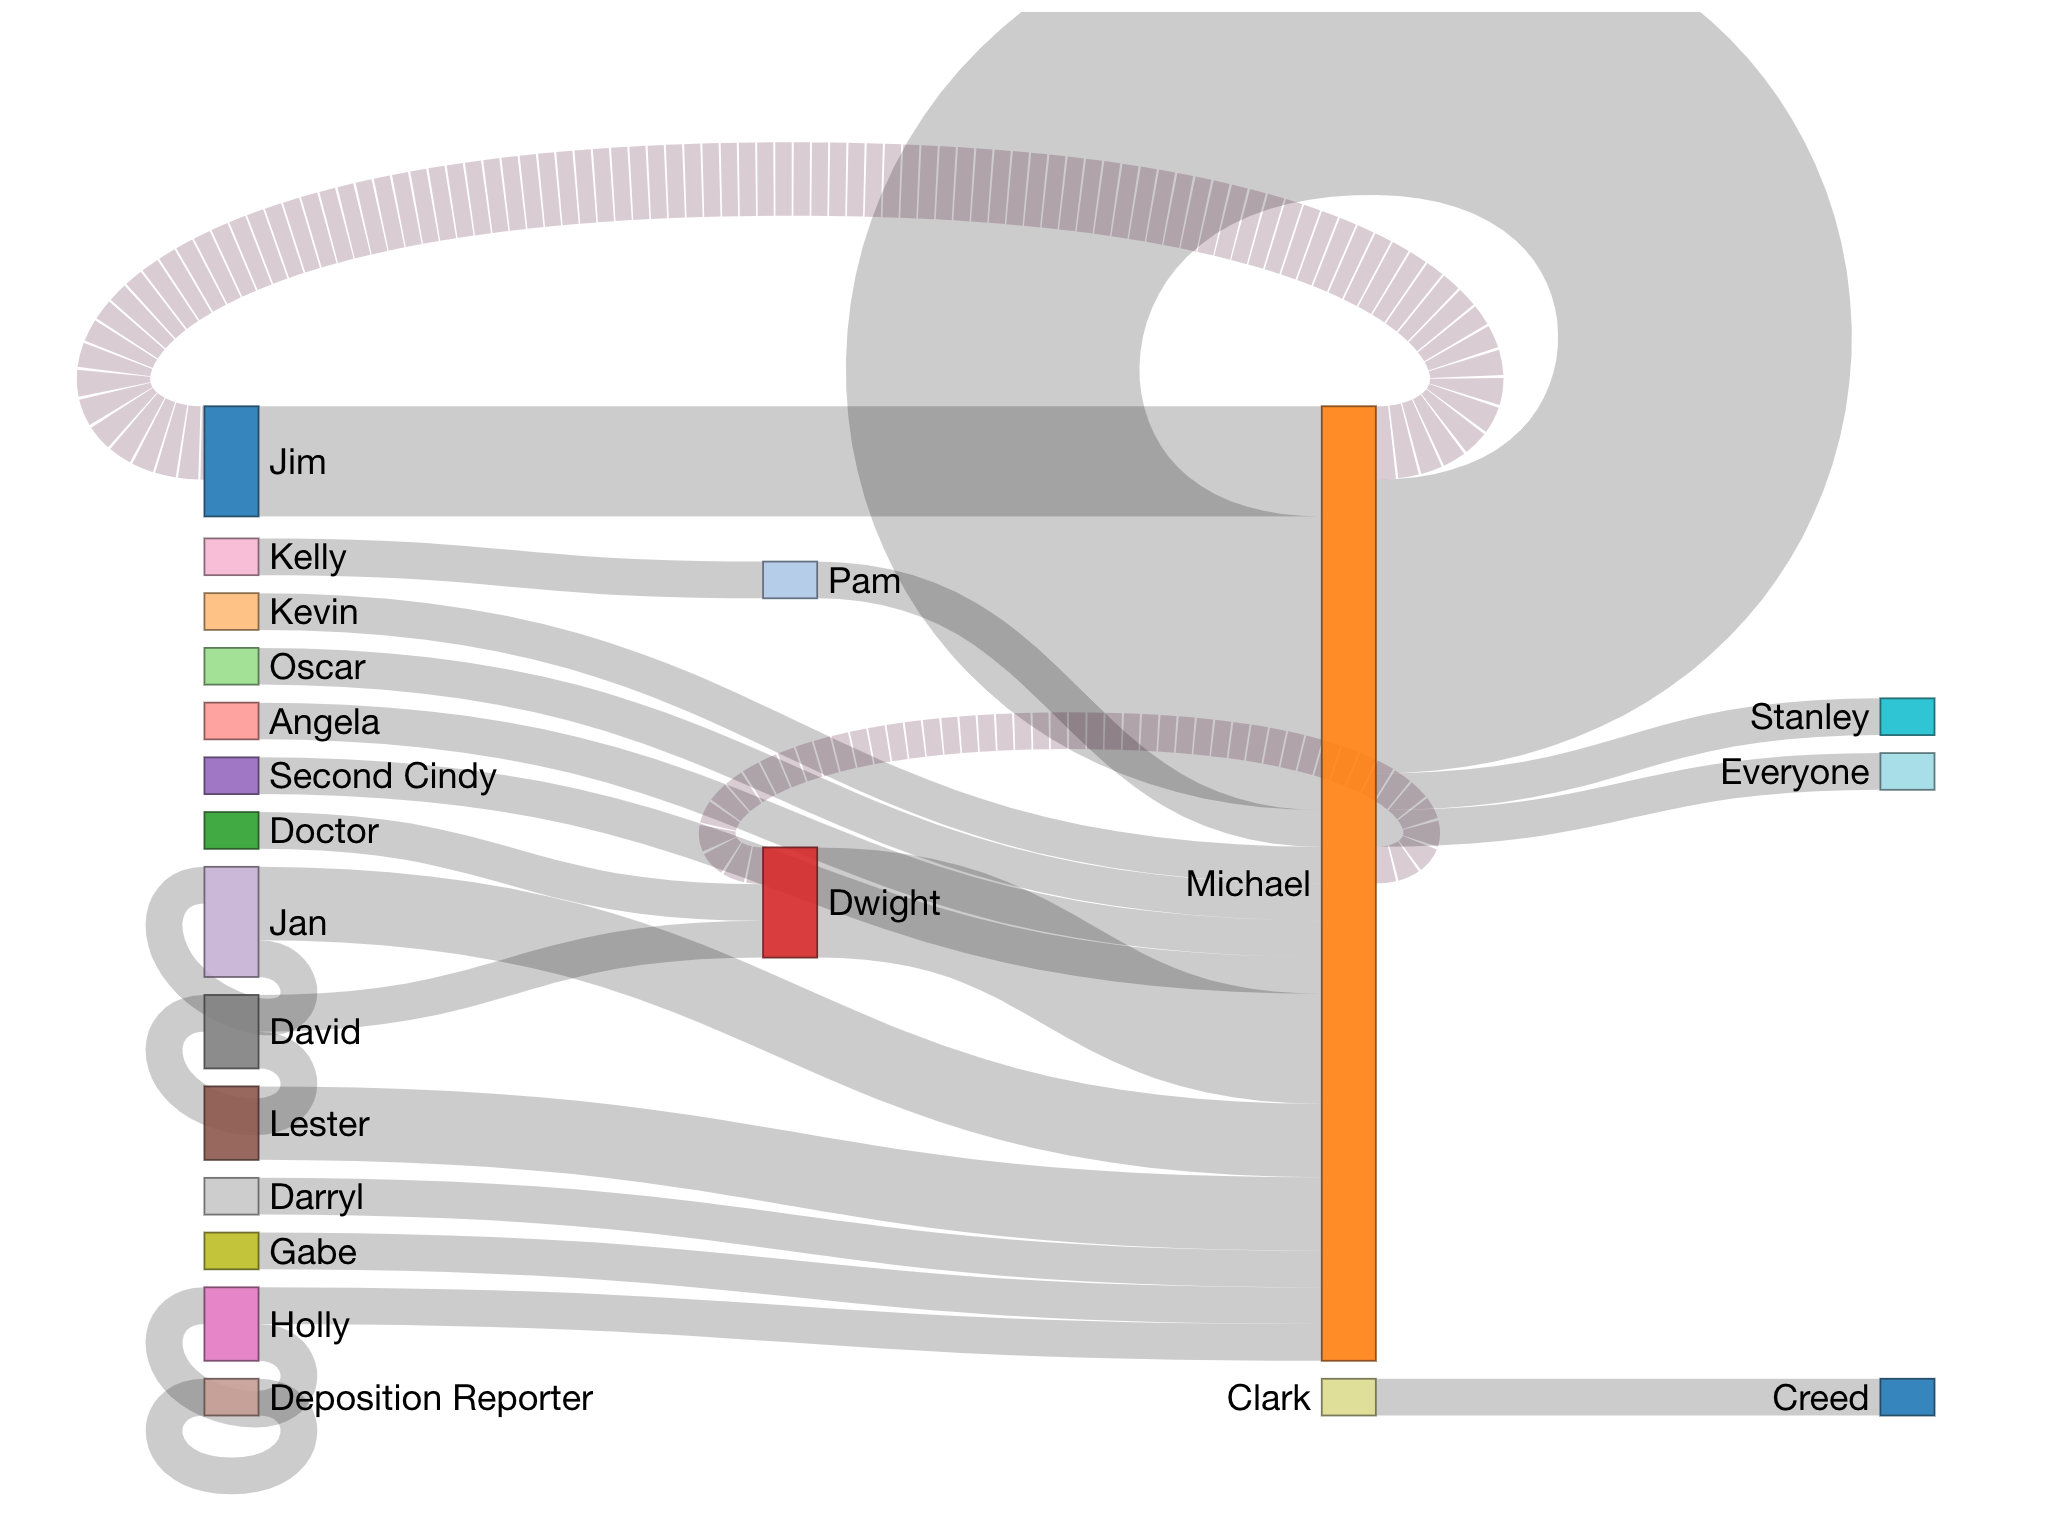 Jim
Kelly
Pam
Kevin
Oscar
Angela
Stanley
Second Cindy
Everyone
Doctor
Michael
Dwight
Jan
David
Lester
Darryl
Gabe
Holly
Deposition Reporter
Clark
Creed